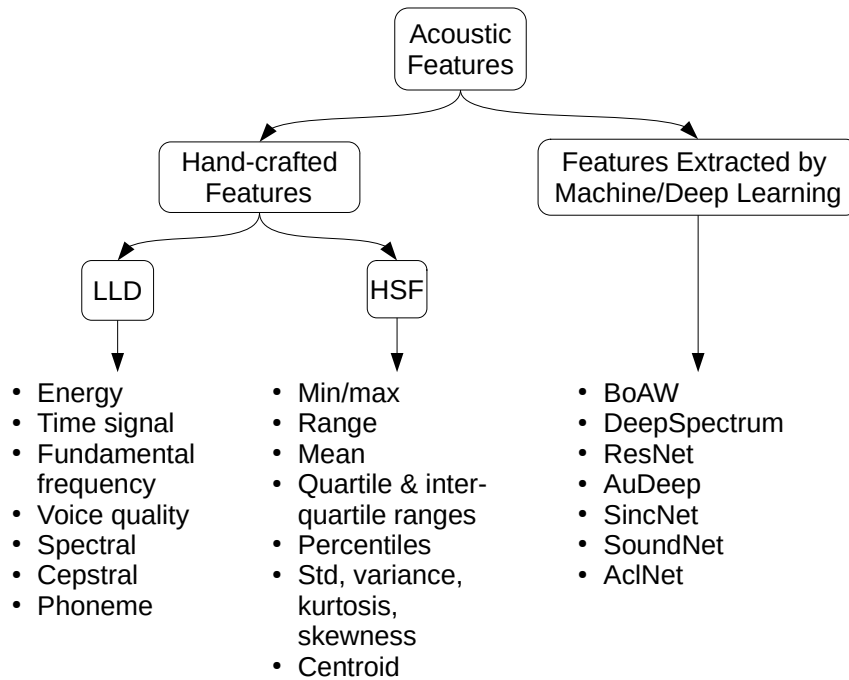 Acoustic
Features
Hand-crafted
Features
Features Extracted by
Machine/Deep Learning
LLD
HSF
• Energy
• Time signal
• Fundamental
frequency
• Voice quality
• Spectral
• Cepstral
• Phoneme
• Min/max
• Range
• Mean
• Quartile & inter-
quartile ranges
• Percentiles
• Std, variance,
kurtosis,
skewness
• Centroid
• BoAW
• DeepSpectrum
• ResNet
• AuDeep
• SincNet
• SoundNet
• AclNet